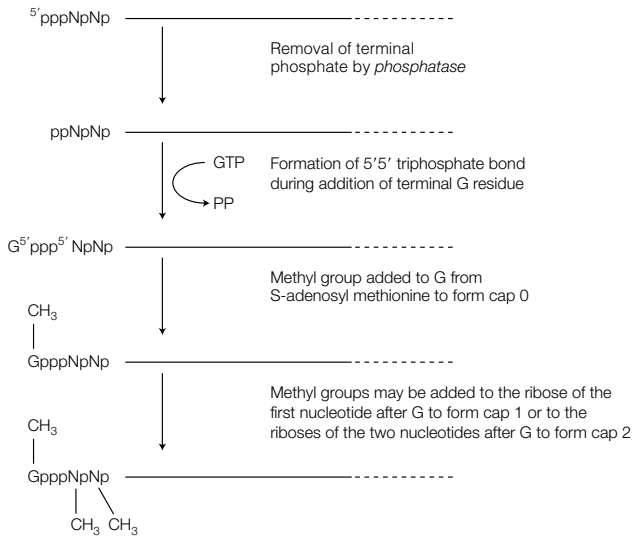 5'pppNpNp
Removal of terminal
phosphate by phosphatase
ppNpNp
GTP
PP
Formation of 5'5' triphosphate bond
during addition of terminal G residue
G5'ppp5' NpNp
Methyl group added to G from
S-adenosyl methionine to form cap 0
CH3
GpppNpNp
Methyl groups may be added to the ribose of the
first nucleotide after G to form cap 1 or to the
riboses of the two nucleotides after G to form cap 2
CH3
GpppNpNp
CH3 CH3